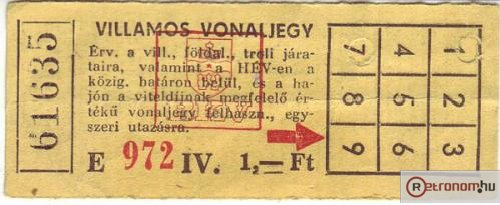 61635
VILLAMOS VONALJEGY
Érv. a vill., földal., troli jára-
taira, valamint a HÉV-en a
közig. határon belül, és a ha-
jón a viteldíjnak megfelelő ér-
tékű vonaljegy felhaszn., egy-
szeri utazásra.
E 972 IV. 1,— Ft
1 2 3
4 5 6
7 8 9
Retronom.hu